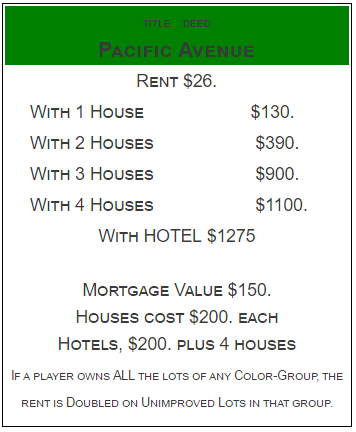 TITLE DEED
PACIFIC AVENUE
RENT $26.
WITH 1 HOUSE $130.
WITH 2 HOUSES $390.
WITH 3 HOUSES $900.
WITH 4 HOUSES $1100.
WITH HOTEL $1275
MORTGAGE VALUE $150.
HOUSES COST $200. EACH
HOTELS, $200. PLUS 4 HOUSES
IF A PLAYER OWNS ALL THE LOTS OF ANY COLOR-GROUP, THE
RENT IS DOUBLED ON UNIMPROVED LOTS IN THAT GROUP.